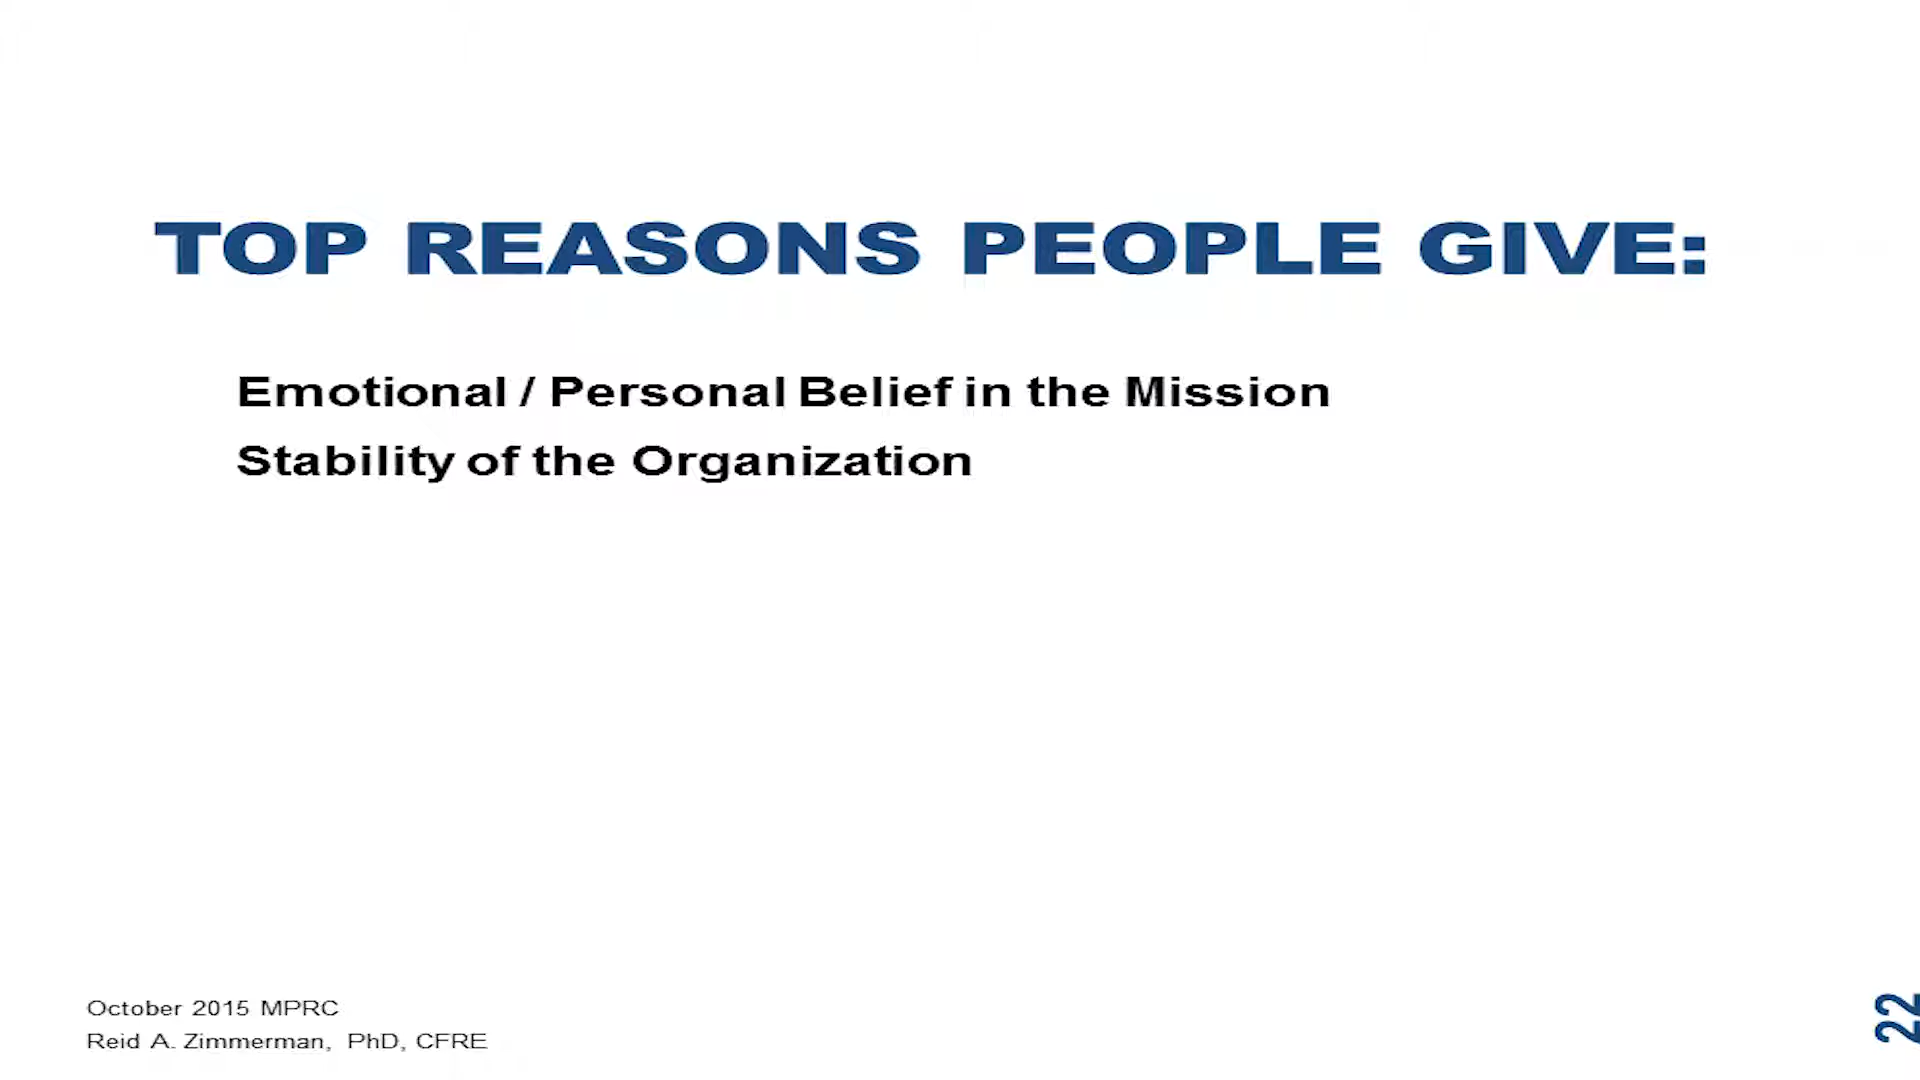 TOP REASONS PEOPLE GIVE:
Emotional / Personal Belief in the Mission
Stability of the Organization
October 2015 MPRC
Reid A. Zimmerman, PhD, CFRE
22